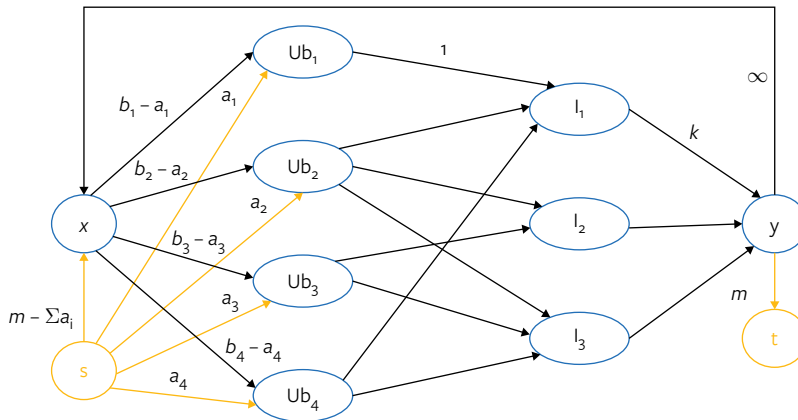 Ub₁
1
a₁
b₁ – a₁
∞
I₁
k
b₂ – a₂
Ub₂
a₂
x
I₂
y
b₃ – a₃
Ub₃
a₃
m
m – Σaᵢ
b₄ – a₄
I₃
t
s
a₄
Ub₄